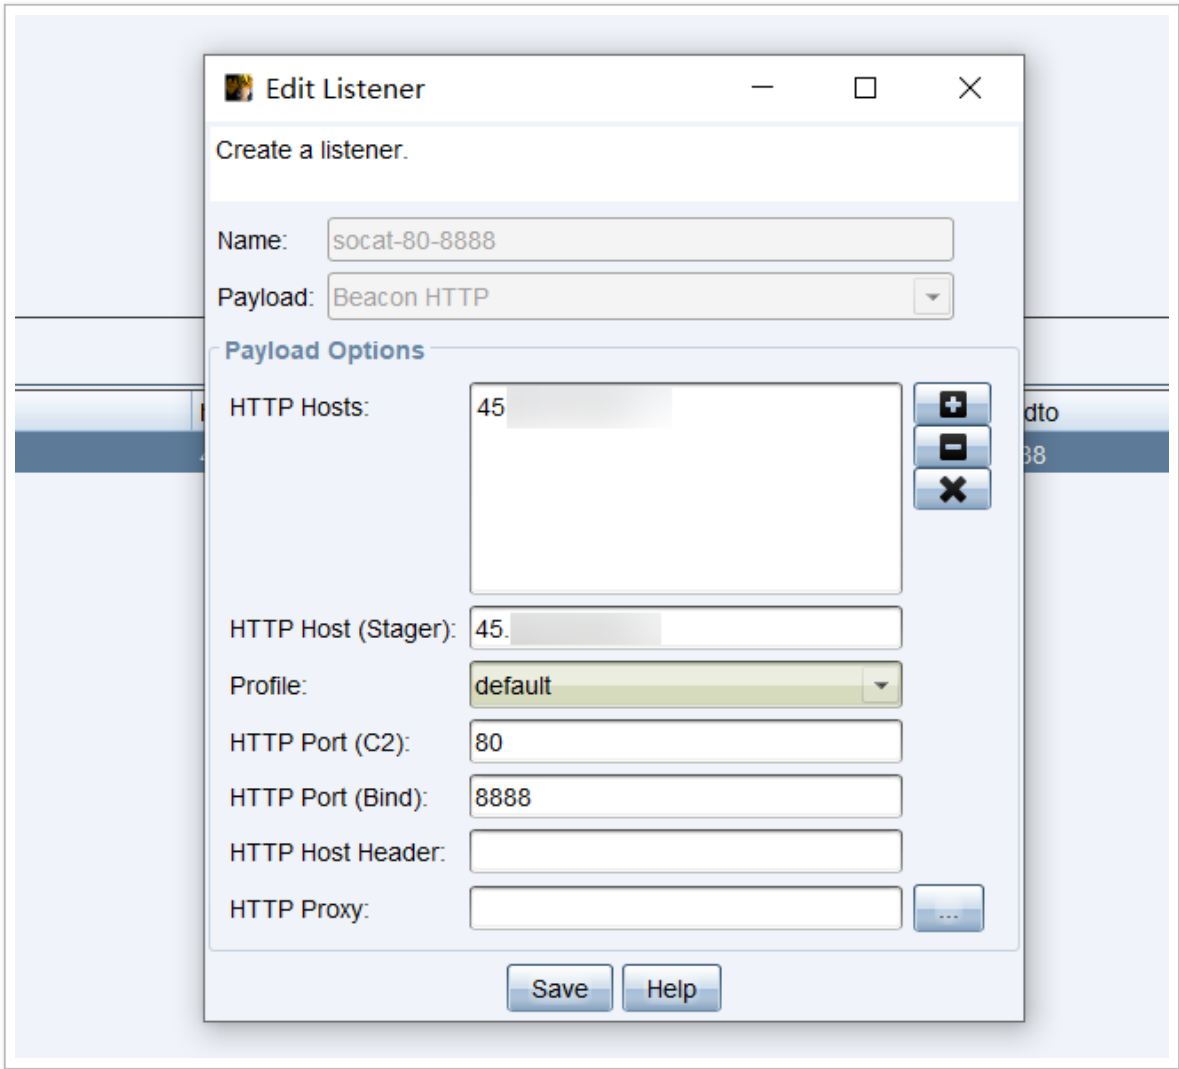 Edit Listener
Create a listener.
Name: socat-80-8888
Payload: Beacon HTTP
Payload Options
HTTP Hosts: 45
dto
38
HTTP Host (Stager): 45.
Profile: default
HTTP Port (C2): 80
HTTP Port (Bind): 8888
HTTP Host Header:
HTTP Proxy: ...
Save Help